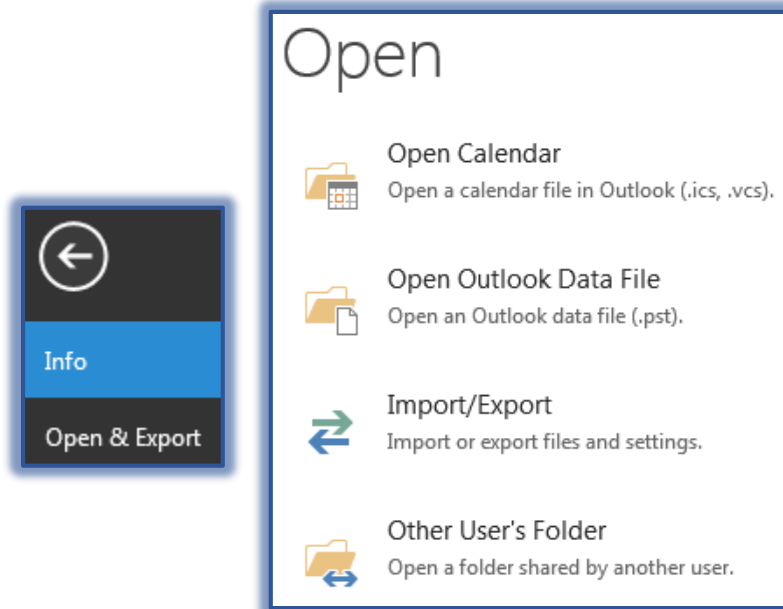 Info
Open & Export
Open
Open Calendar
Open a calendar file in Outlook (.ics, .vcs).
Open Outlook Data File
Open an Outlook data file (.pst).
Import/Export
Import or export files and settings.
Other User's Folder
Open a folder shared by another user.